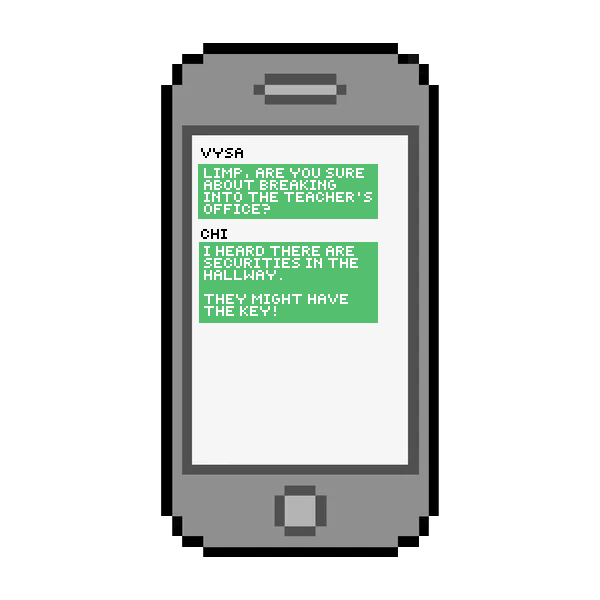 VYSA
LIMP, ARE YOU SURE
ABOUT BREAKING
INTO THE TEACHER'S
OFFICE?
CHI
I HEARD THERE ARE
SECURITIES IN THE
HALLWAY.
THEY MIGHT HAVE
THE KEY!